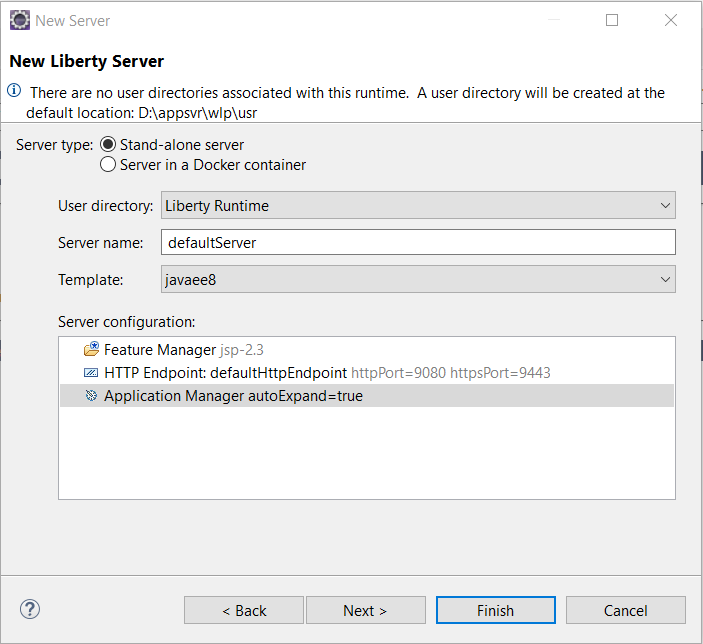 New Server
New Liberty Server
There are no user directories associated with this runtime.  A user directory will be created at the
default location: D:\appsvr\wlp\usr
Server type: Stand-alone server
Server in a Docker container
User directory: Liberty Runtime
Server name: defaultServer
Template: javaee8
Server configuration:
Feature Manager jsp-2.3
HTTP Endpoint: defaultHttpEndpoint httpPort=9080 httpsPort=9443
Application Manager autoExpand=true
? < Back Next > Finish Cancel